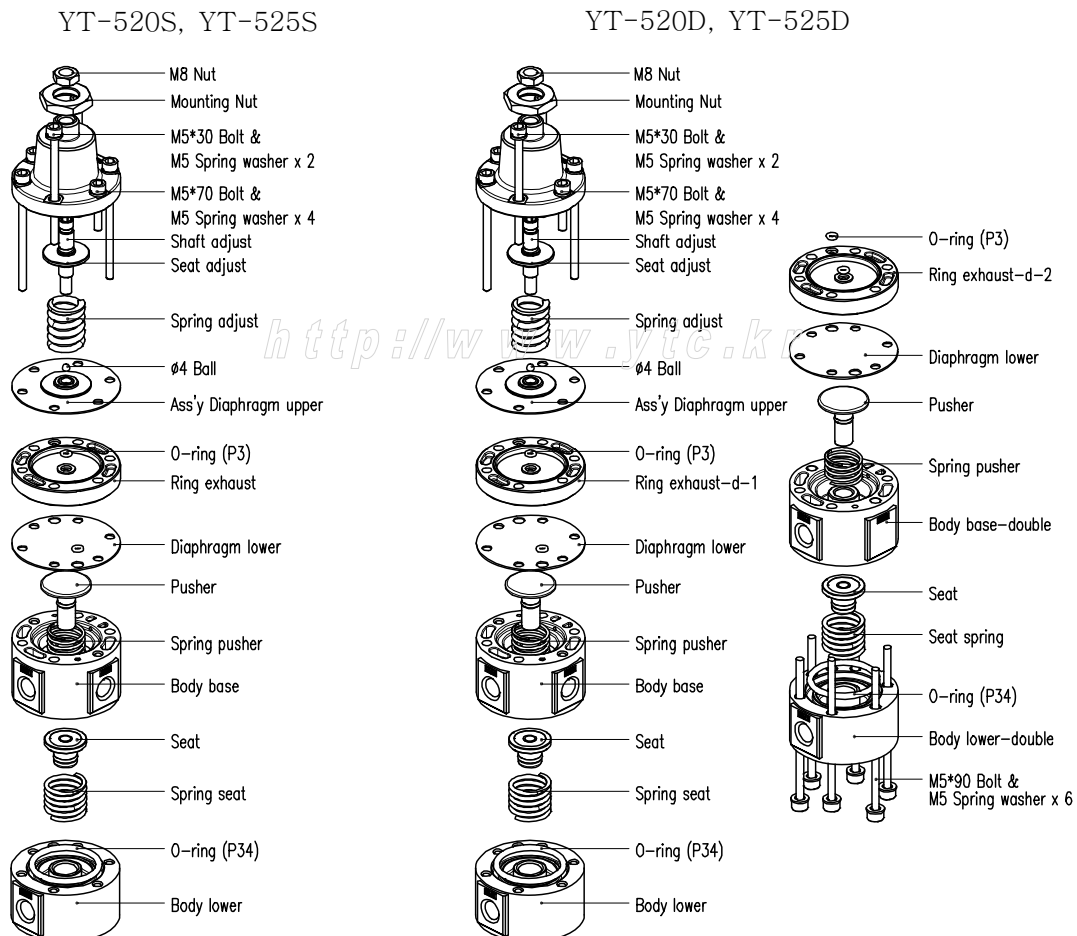 YT-520S, YT-525S
M8 Nut
Mounting Nut
M5*30 Bolt &
M5 Spring washer x 2
M5*70 Bolt &
M5 Spring washer x 4
Shaft adjust
Seat adjust
Spring adjust
ø4 Ball
Ass'y Diaphragm upper
O-ring (P3)
Ring exhaust
Diaphragm lower
Pusher
Spring pusher
Body base
Seat
Spring seat
O-ring (P34)
Body lower
YT-520D, YT-525D
M8 Nut
Mounting Nut
M5*30 Bolt &
M5 Spring washer x 2
M5*70 Bolt &
M5 Spring washer x 4
Shaft adjust
Seat adjust
Spring adjust
ø4 Ball
Ass'y Diaphragm upper
O-ring (P3)
Ring exhaust-d-1
Diaphragm lower
Pusher
Spring pusher
Body base
Seat
Spring seat
O-ring (P34)
Body lower
O-ring (P3)
Ring exhaust-d-2
Diaphragm lower
Pusher
Spring pusher
Body base-double
Seat
Seat spring
O-ring (P34)
Body lower-double
M5*90 Bolt &
M5 Spring washer x 6
http://www.ytc.kr